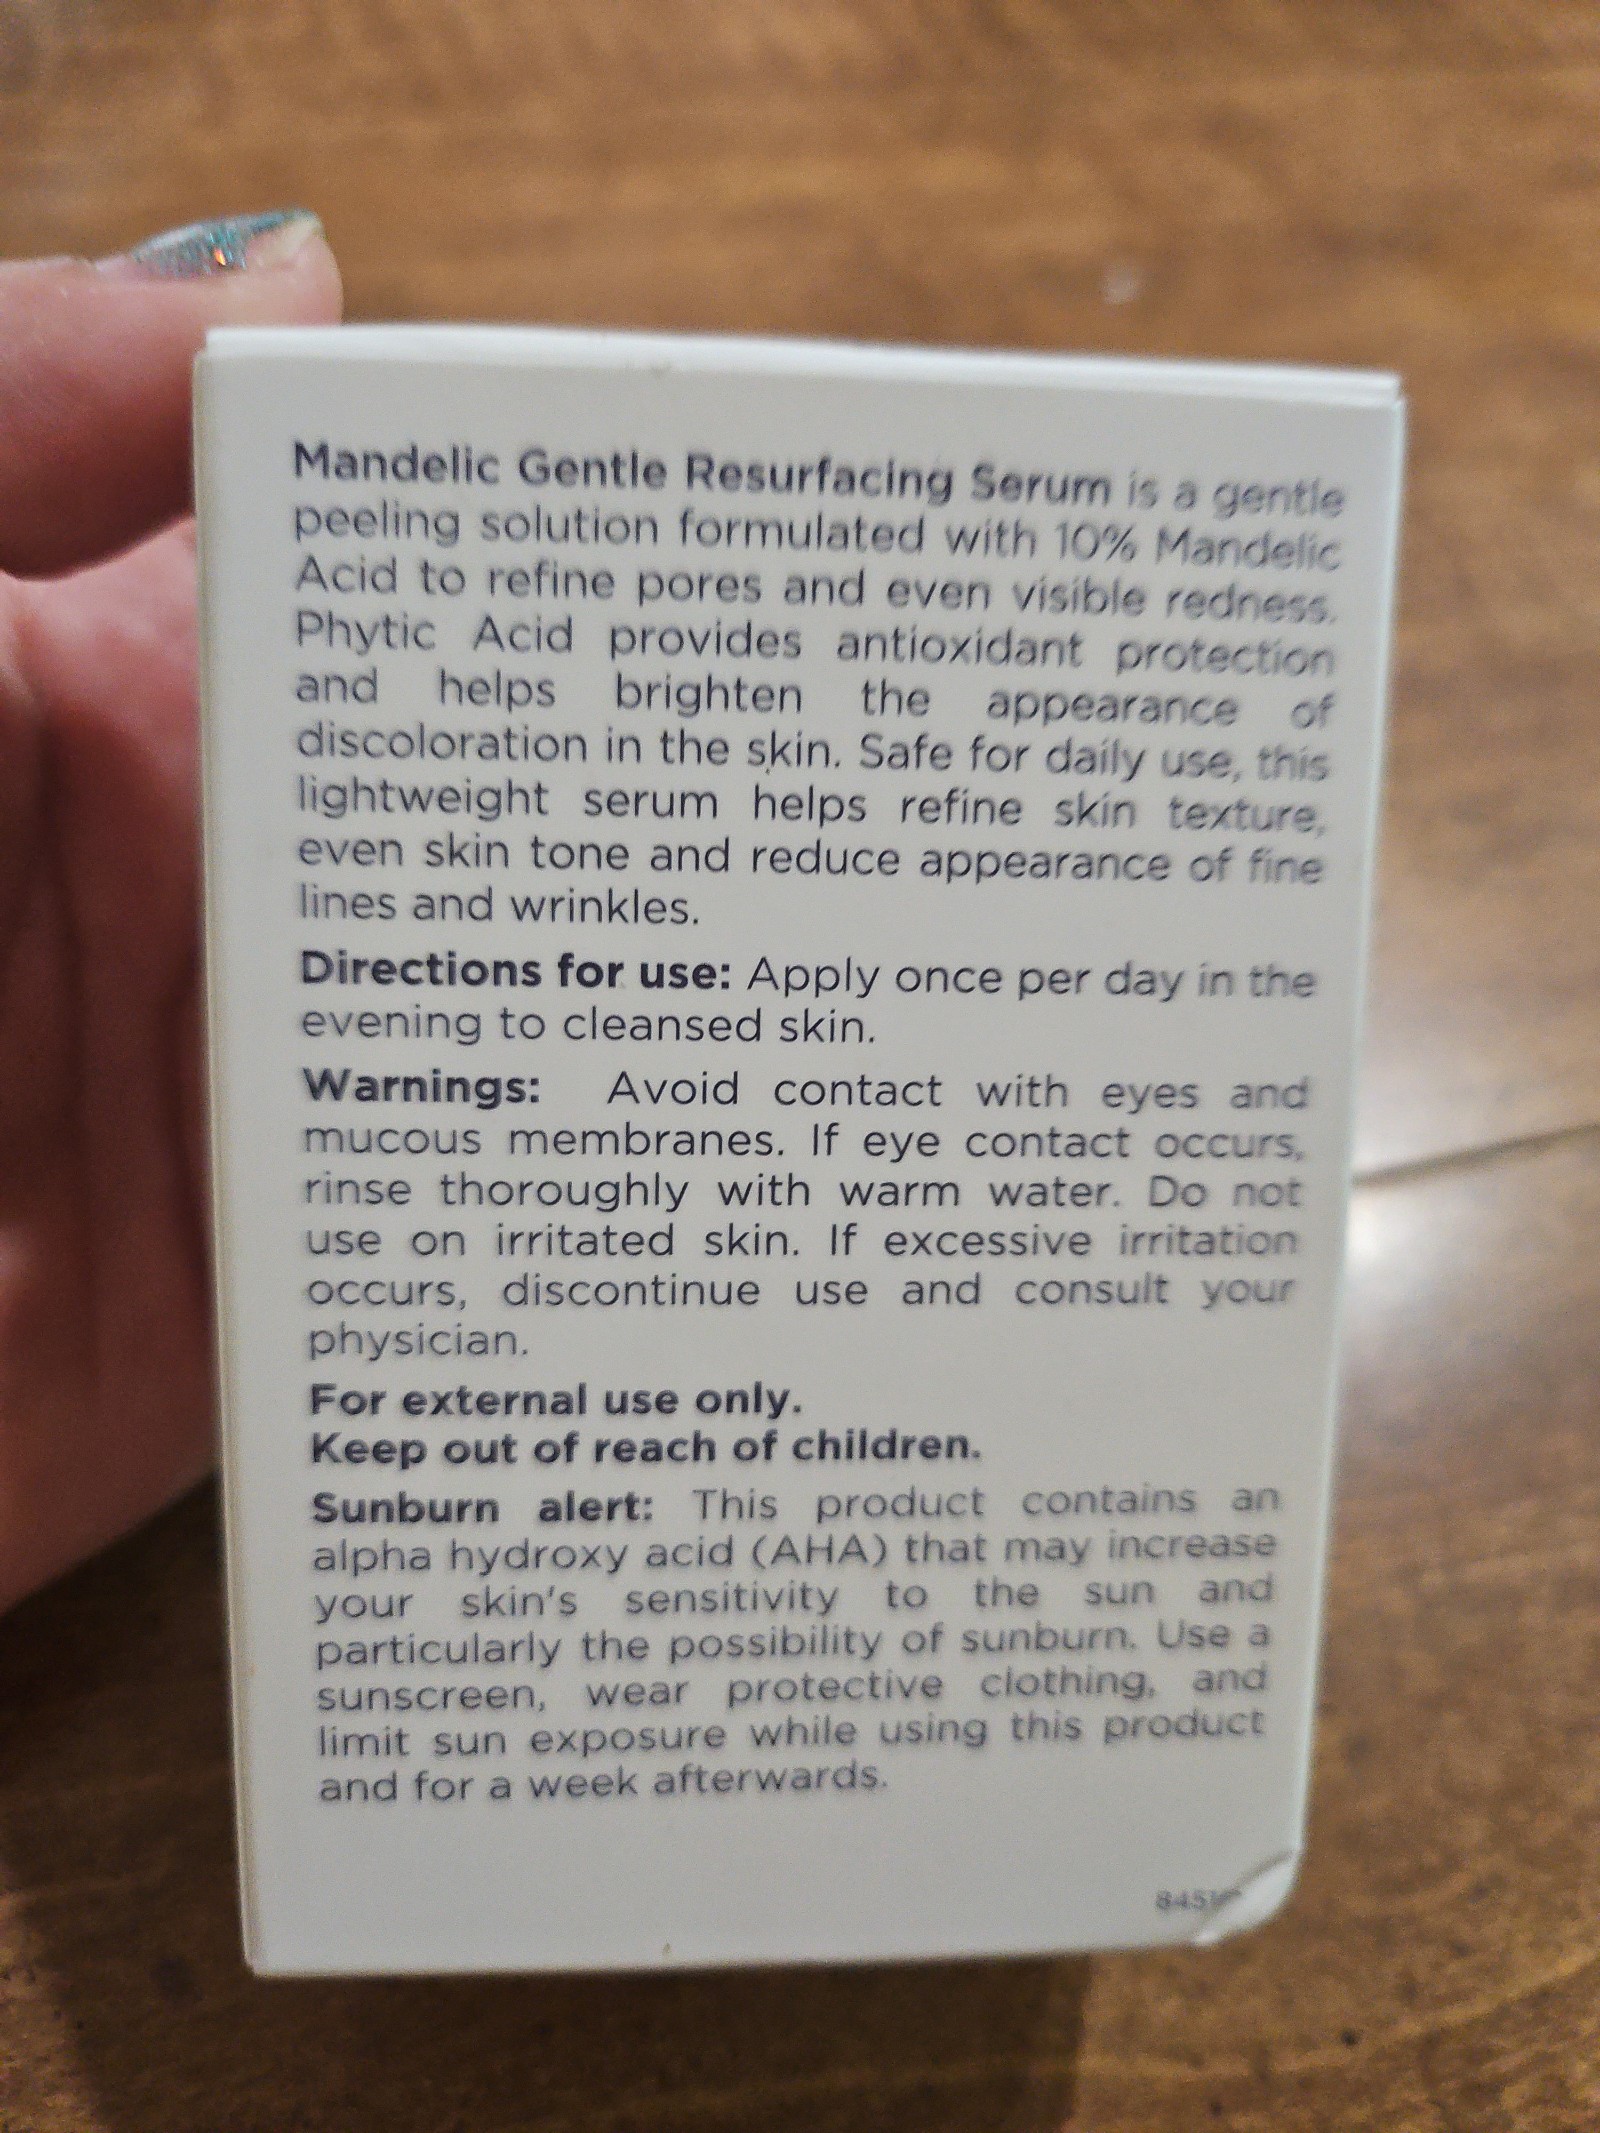 Mandelic Gentle Resurfacing Serum is a gentle
peeling solution formulated with 10% Mandelic
Acid to refine pores and even visible redness.
Phytic Acid provides antioxidant protection
and helps brighten the appearance of
discoloration in the skin. Safe for daily use, this
lightweight serum helps refine skin texture,
even skin tone and reduce appearance of fine
lines and wrinkles.
Directions for use: Apply once per day in the
evening to cleansed skin.
Warnings: Avoid contact with eyes and
mucous membranes. If eye contact occurs,
rinse thoroughly with warm water. Do not
use on irritated skin. If excessive irritation
occurs, discontinue use and consult your
physician.
For external use only.
Keep out of reach of children.
Sunburn alert: This product contains an
alpha hydroxy acid (AHA) that may increase
your skin's sensitivity to the sun and
particularly the possibility of sunburn. Use a
sunscreen, wear protective clothing, and
limit sun exposure while using this product
and for a week afterwards.